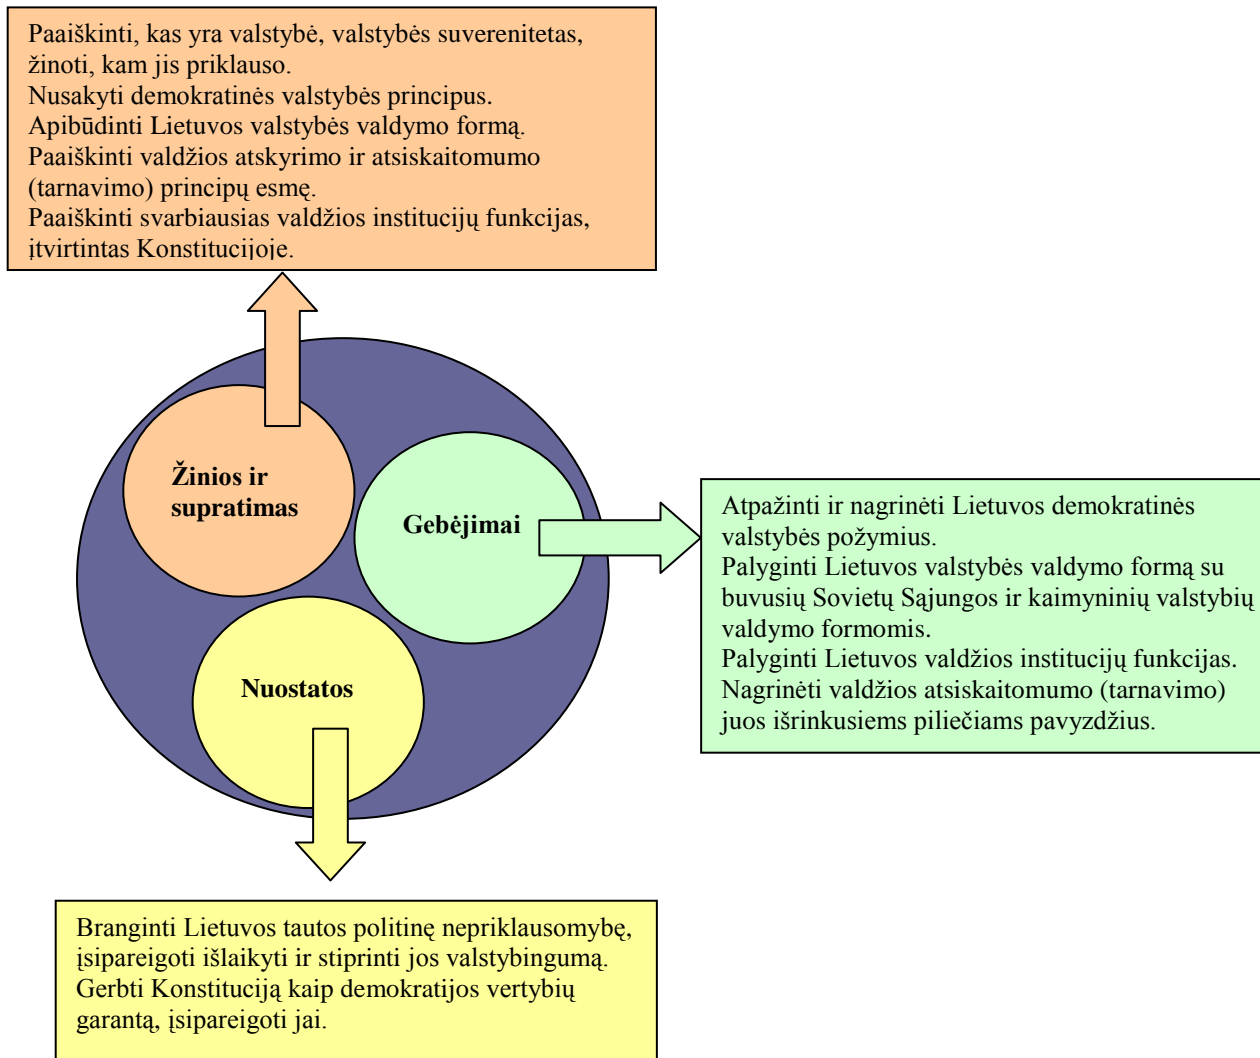 Paaiškinti, kas yra valstybė, valstybės suverenitetas,
žinoti, kam jis priklauso.
Nusakyti demokratinės valstybės principus.
Apibūdinti Lietuvos valstybės valdymo formą.
Paaiškinti valdžios atskyrimo ir atsiskaitomumo
(tarnavimo) principų esmę.
Paaiškinti svarbiausias valdžios institucijų funkcijas,
įtvirtintas Konstitucijoje.
Žinios ir
supratimas
Gebėjimai
Atpažinti ir nagrinėti Lietuvos demokratinės
valstybės požymius.
Palyginti Lietuvos valstybės valdymo formą su
buvusių Sovietų Sąjungos ir kaimyninių valstybių
valdymo formomis.
Palyginti Lietuvos valdžios institucijų funkcijas.
Nagrinėti valdžios atsiskaitomumo (tarnavimo)
juos išrinkusiems piliečiams pavyzdžius.
Nuostatos
Branginti Lietuvos tautos politinę nepriklausomybę,
įsipareigoti išlaikyti ir stiprinti jos valstybingumą.
Gerbti Konstituciją kaip demokratijos vertybių
garantą, įsipareigoti jai.